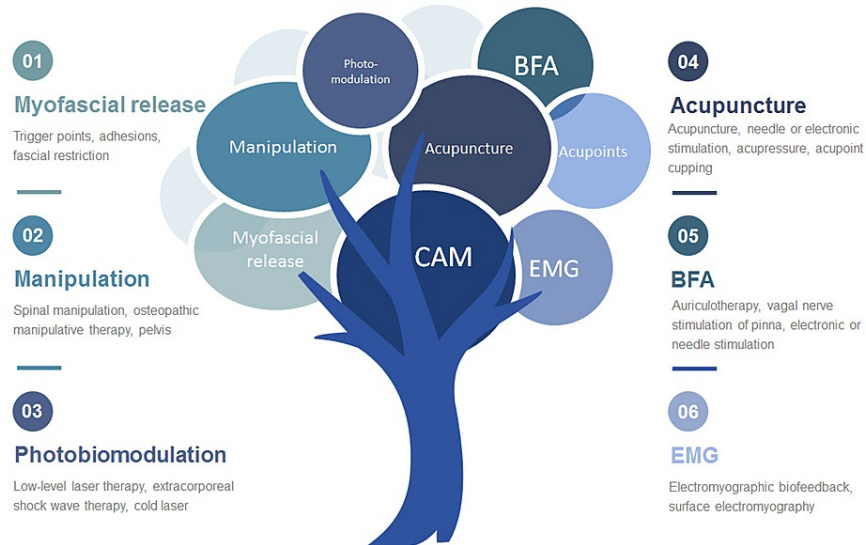 01
Myofascial release
Trigger points, adhesions,
fascial restriction
02
Manipulation
Spinal manipulation, osteopathic
manipulative therapy, pelvis
03
Photobiomodulation
Low-level laser therapy, extracorporeal
shock wave therapy, cold laser
Photo-
modulation
BFA
Manipulation
Acupuncture
Acupoints
Myofascial
release
CAM
EMG
04
Acupuncture
Acupuncture, needle or electronic
stimulation, acupressure, acupoint
cupping
05
BFA
Auriculotherapy, vagal nerve
stimulation of pinna, electronic or
needle stimulation
06
EMG
Electromyographic biofeedback,
surface electromyography